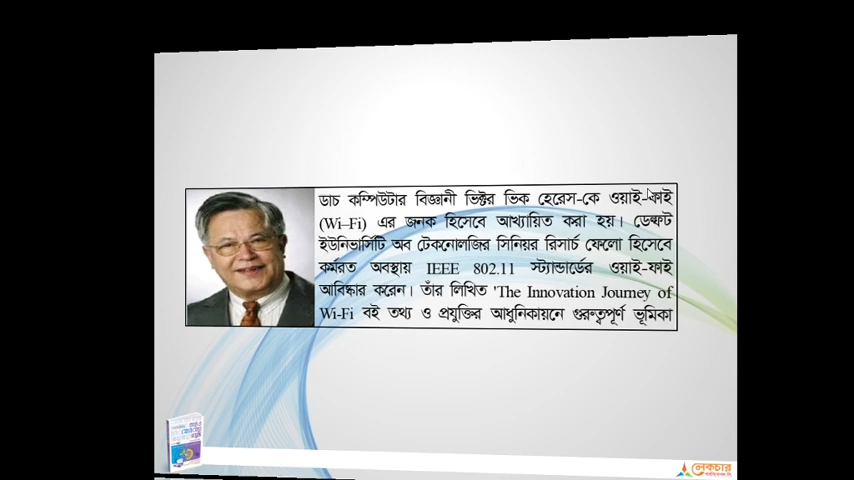 ডাচ কম্পিউটার বিজ্ঞানী ভিক্টর ভিক হেরেস-কে ওয়াই-ফাই
(Wi–Fi) এর জনক হিসেবে আখ্যায়িত করা হয়। ডেল্ফট
ইউনিভার্সিটি অব টেকনোলজির সিনিয়র রিসার্চ ফেলো হিসেবে
কর্মরত অবস্থায় IEEE 802.11 স্ট্যান্ডার্ডের ওয়াই-ফাই
আবিষ্কার করেন। তাঁর লিখিত 'The Innovation Journey of
Wi-Fi বই তথ্য ও প্রযুক্তির আধুনিকায়নে গুরুত্বপূর্ণ ভূমিকা
লেকচার